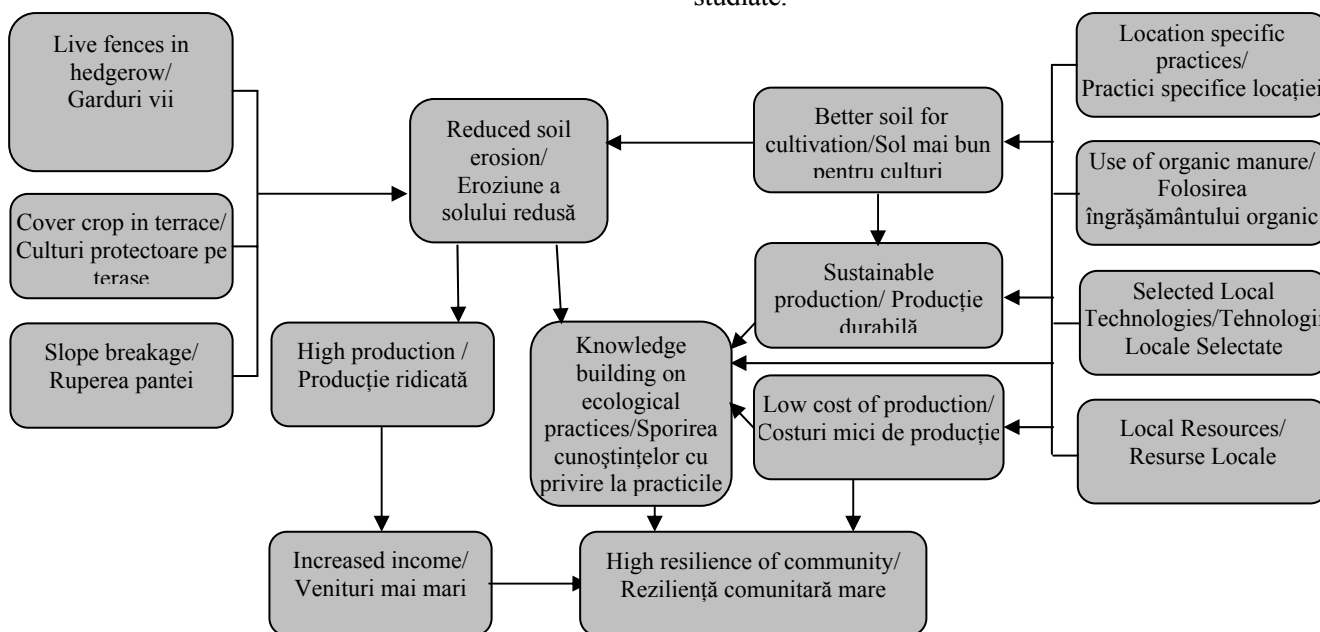 studiate.
Live fences in
hedgerow/
Garduri vii
Cover crop in terrace/
Culturi protectoare pe
terase
Slope breakage/
Ruperea pantei
Reduced soil
erosion/
Eroziune a
solului redusă
High production /
Producție ridicată
Increased income/
Venituri mai mari
Better soil for
cultivation/Sol mai bun
pentru culturi
Sustainable
production/ Producție
durabilă
Knowledge
building on
ecological
practices/Sporirea
cunoştințelor cu
privire la practicile
Low cost of production/
Costuri mici de producție
High resilience of community/
Reziliență comunitară mare
Location specific
practices/
Practici specifice locației
Use of organic manure/
Folosirea
îngrăşământului organic
Selected Local
Technologies/Tehnologii
Locale Selectate
Local Resources/
Resurse Locale